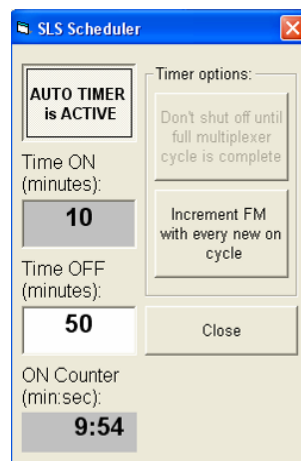 SLS Scheduler
AUTO TIMER
is ACTIVE
Time ON
(minutes):
10
Time OFF
(minutes):
50
ON Counter
(min:sec):
9:54
Timer options:
Don't shut off until
full multiplexer
cycle is complete
Increment FM
with every new on
cycle
Close